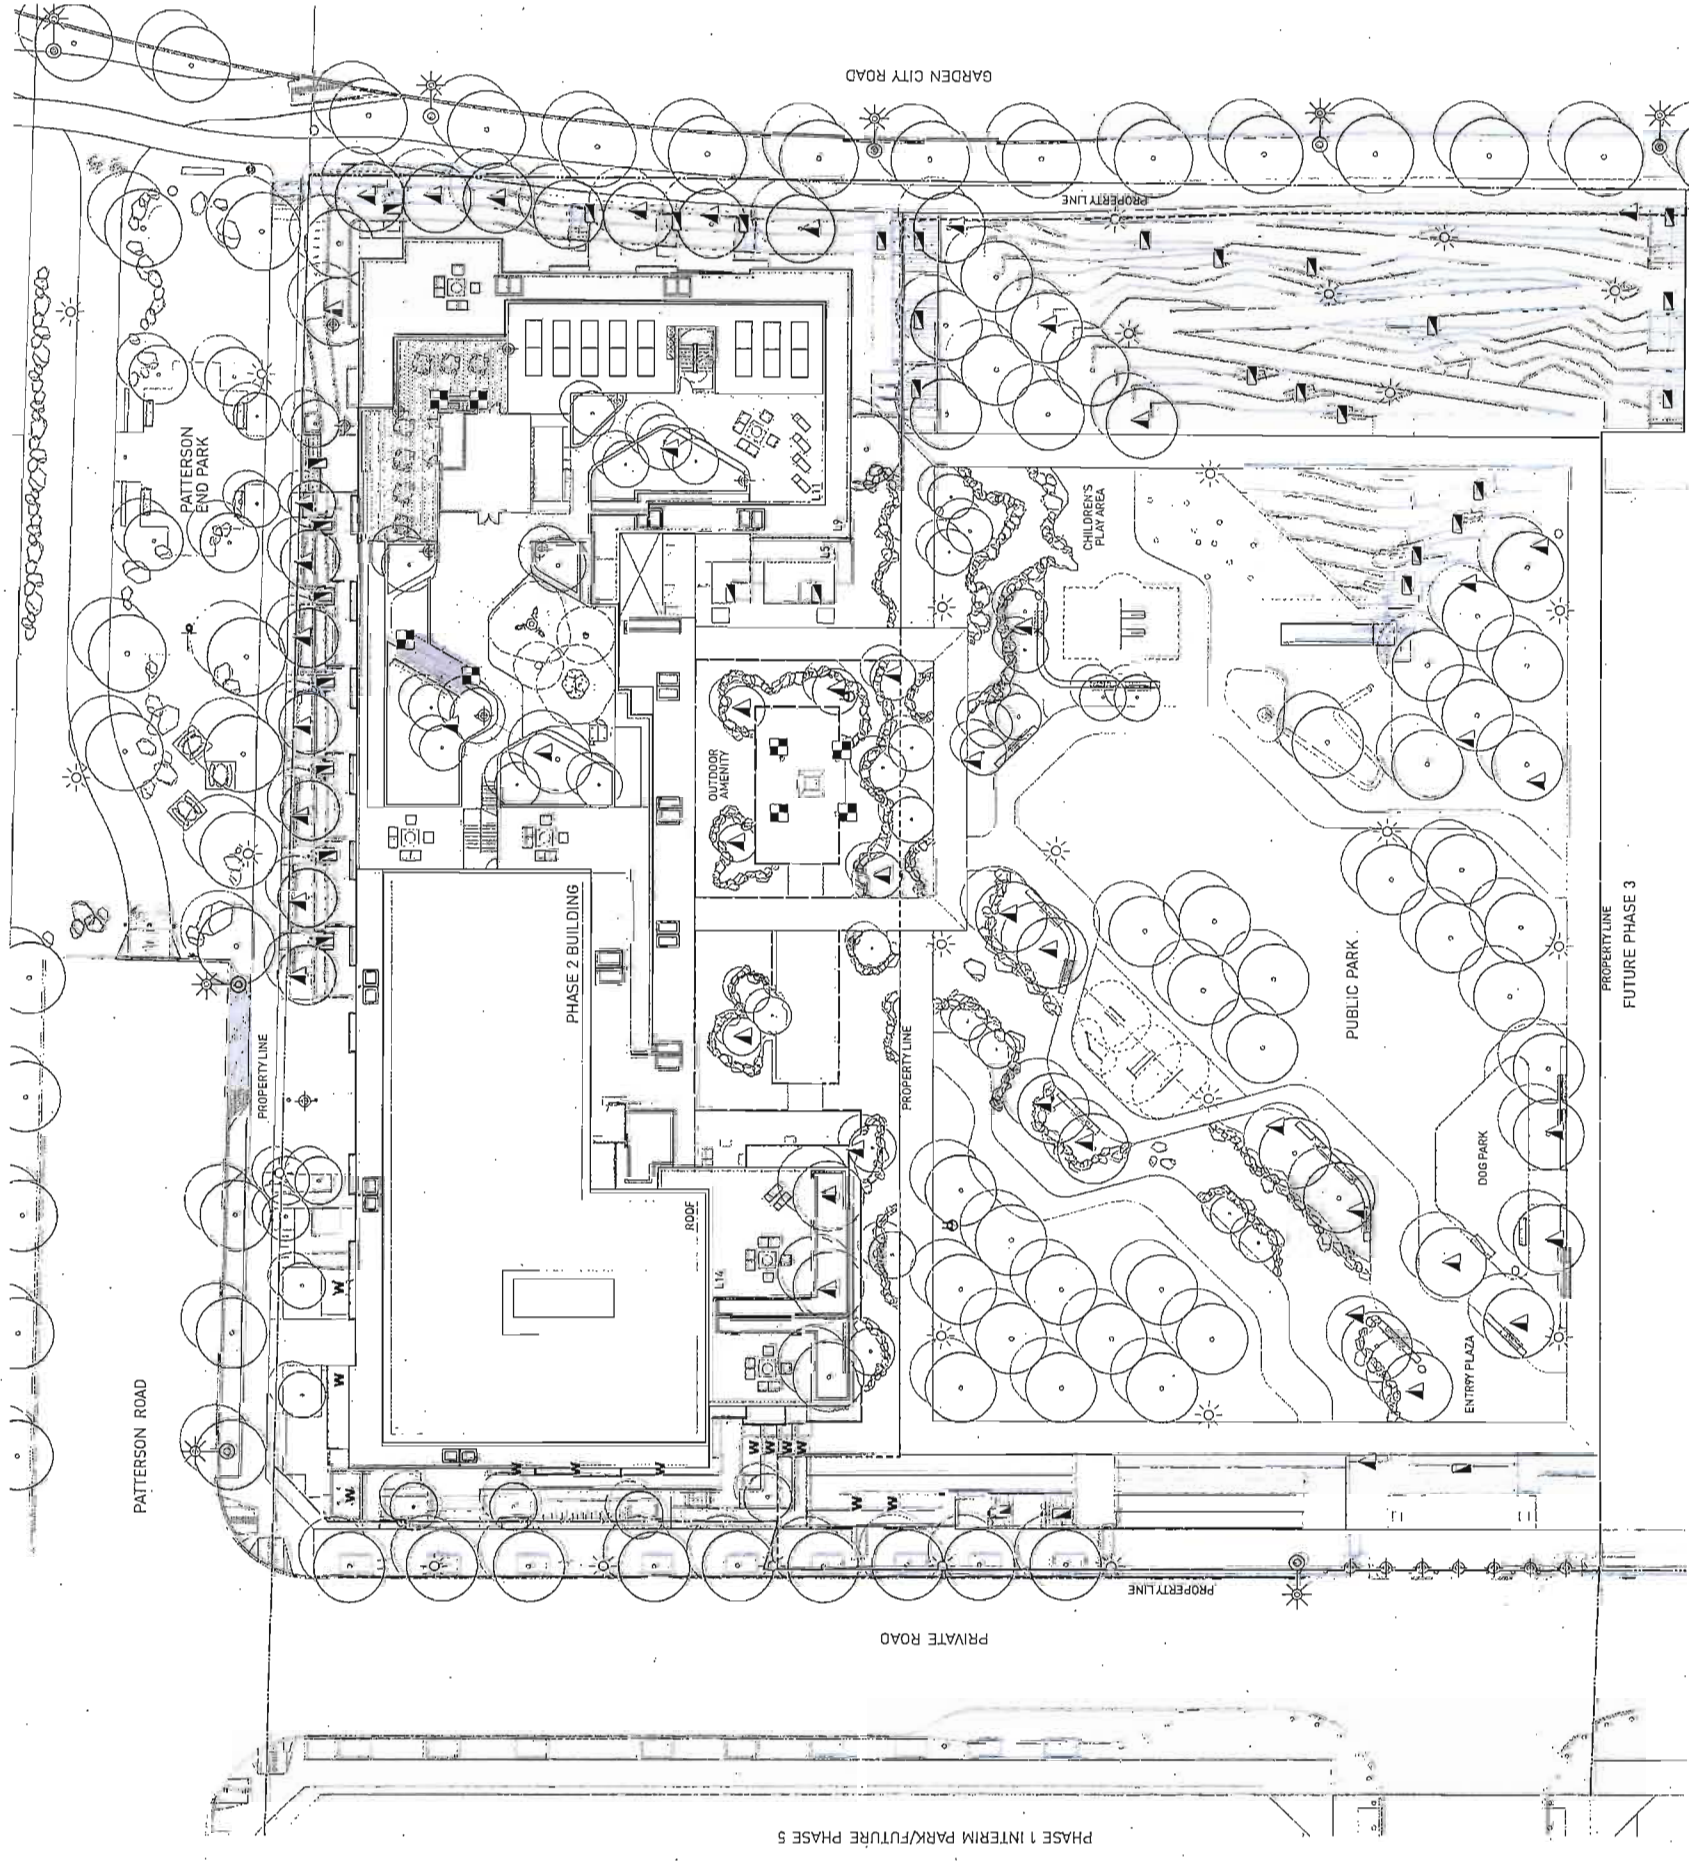 GARDEN CITY ROAD
PROPERTY LINE
PATTERSON
END PARK
CHILDREN'S
PLAY AREA
L11
L9
L5
OUTDOOR
AMENITY
PHASE 2 BUILDING
PROPERTY LINE
PROPERTY LINE
PUBLIC PARK
PROPERTY LINE
FUTURE PHASE 3
DOG PARK
ROOF
L14
ENTRY PLAZA
PATTERSON ROAD
W
W
W
W
W
W
W
W
W
W
W
W
PROPERTY LINE
PRIVATE ROAD
PHASE 1 INTERIM PARK/FUTURE PHASE 5